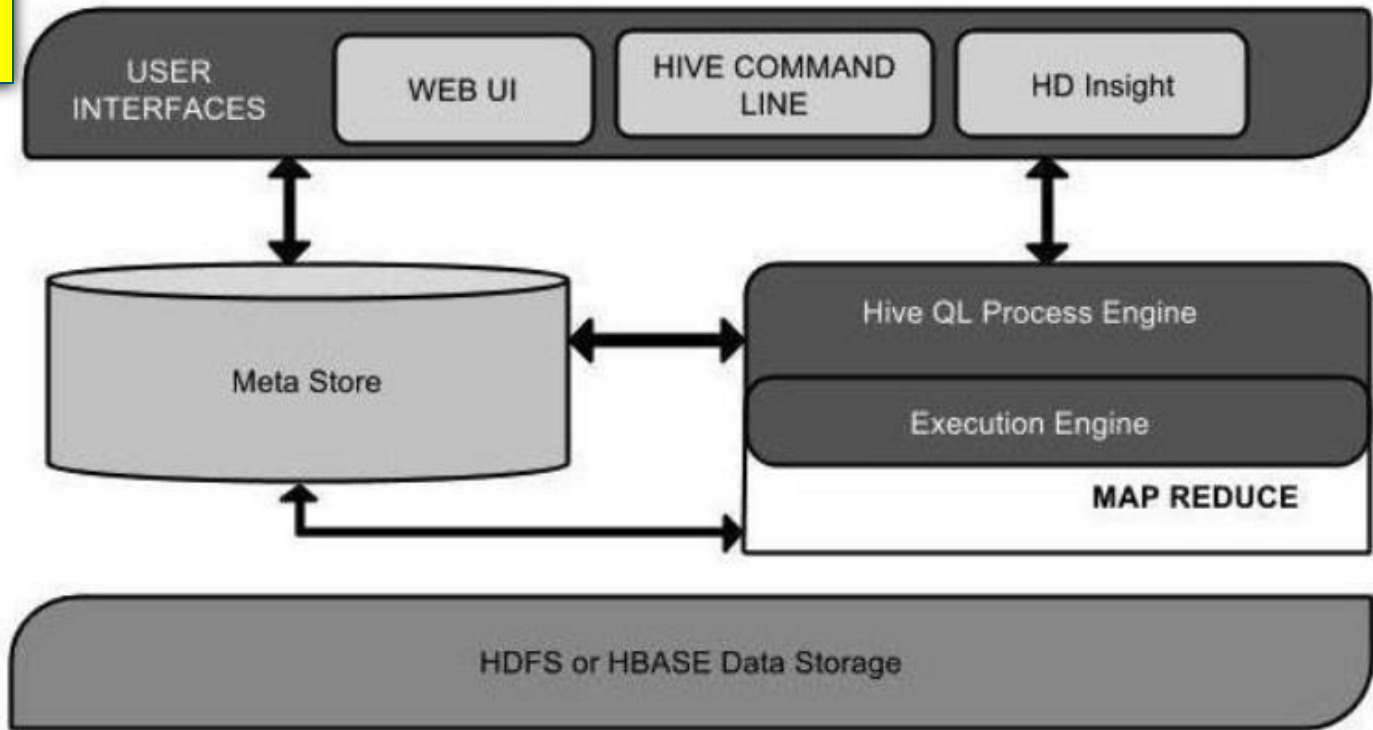 USER
INTERFACES
WEB UI
HIVE COMMAND
LINE
HD Insight
Hive QL Process Engine
Meta Store
Execution Engine
MAP REDUCE
HDFS or HBASE Data Storage